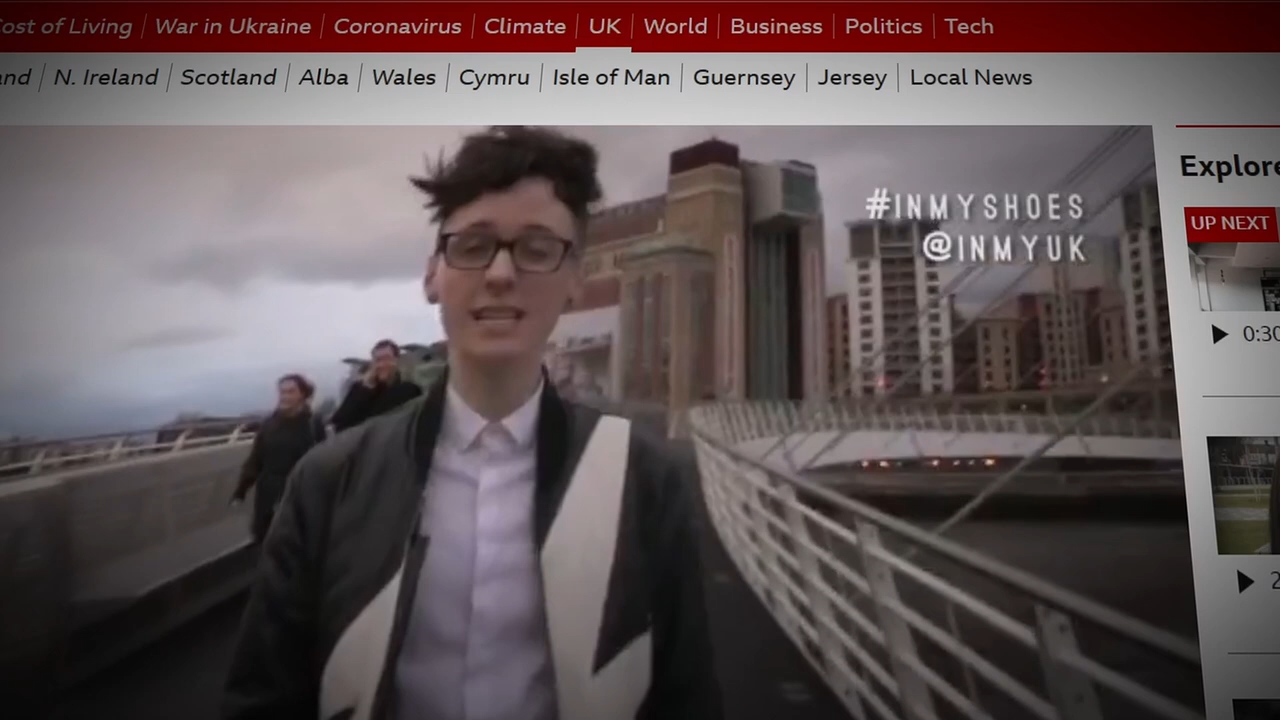 Cost of Living War in Ukraine Coronavirus Climate UK World Business Politics Tech
N. Ireland Scotland Alba Wales Cymru Isle of Man Guernsey Jersey Local News
#INMYSHOES
@INMYUK
Explore
UP NEXT
0:30
2